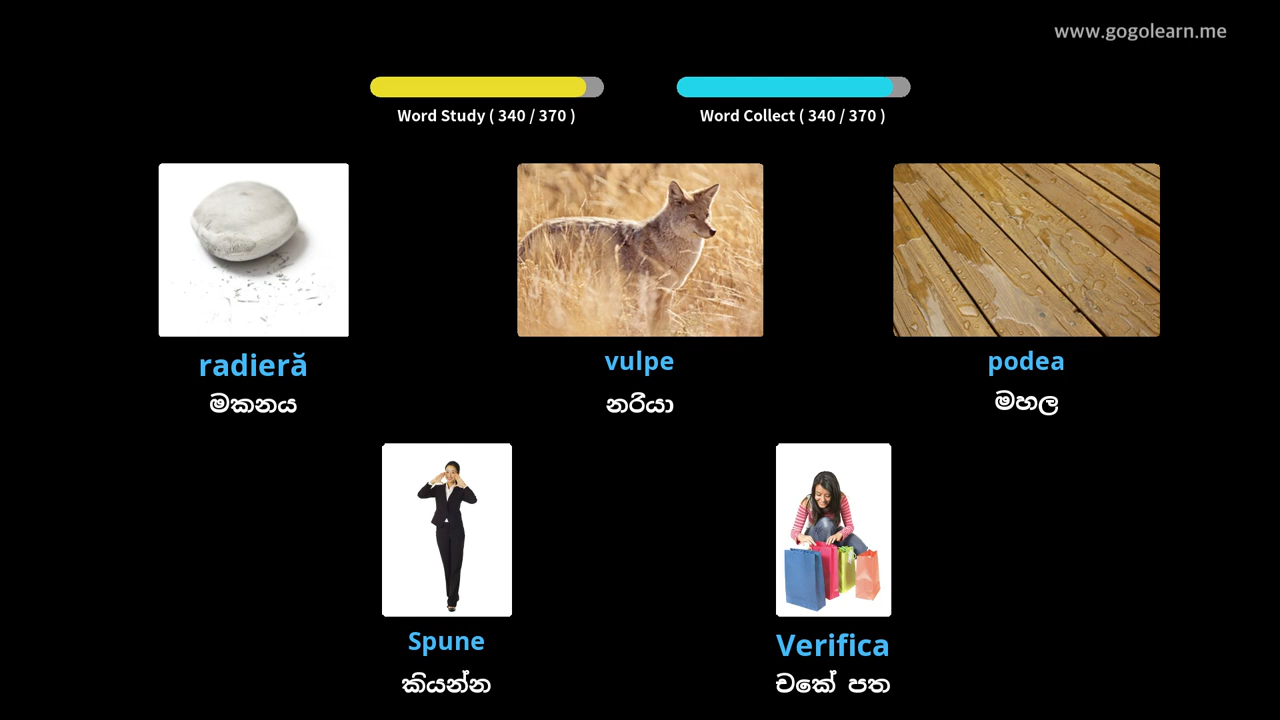 www.gogolearn.me
Word Study ( 340 / 370 )
Word Collect ( 340 / 370 )
radieră
මකනය
vulpe
නරියා
podea
මහල
Spune
කියන්න
Verifica
චකේ පත